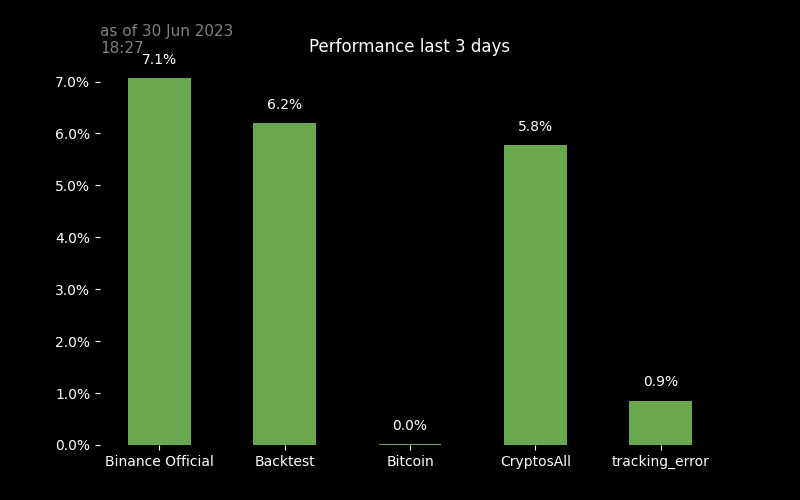 as of 30 Jun 2023
18:27
Performance last 3 days
7.1%
6.2%
0.0%
5.8%
0.9%
7.0%
6.0%
5.0%
4.0%
3.0%
2.0%
1.0%
0.0%
Binance Official
Backtest
Bitcoin
CryptosAll
tracking_error